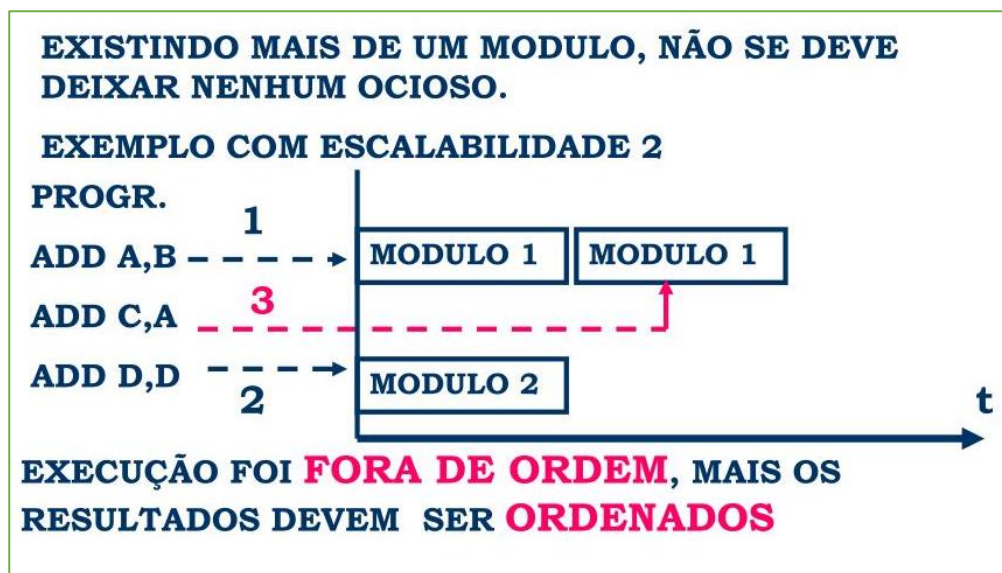 EXISTINDO MAIS DE UM MODULO, NÃO SE DEVE
DEIXAR NENHUM OCIOSO.
EXEMPLO COM ESCALABILIDADE 2
PROGR.
1
ADD A,B
MODULO 1
MODULO 1
3
ADD C,A
ADD D,D
2
MODULO 2
t
EXECUÇÃO FOI FORA DE ORDEM, MAIS OS
RESULTADOS DEVEM SER ORDENADOS